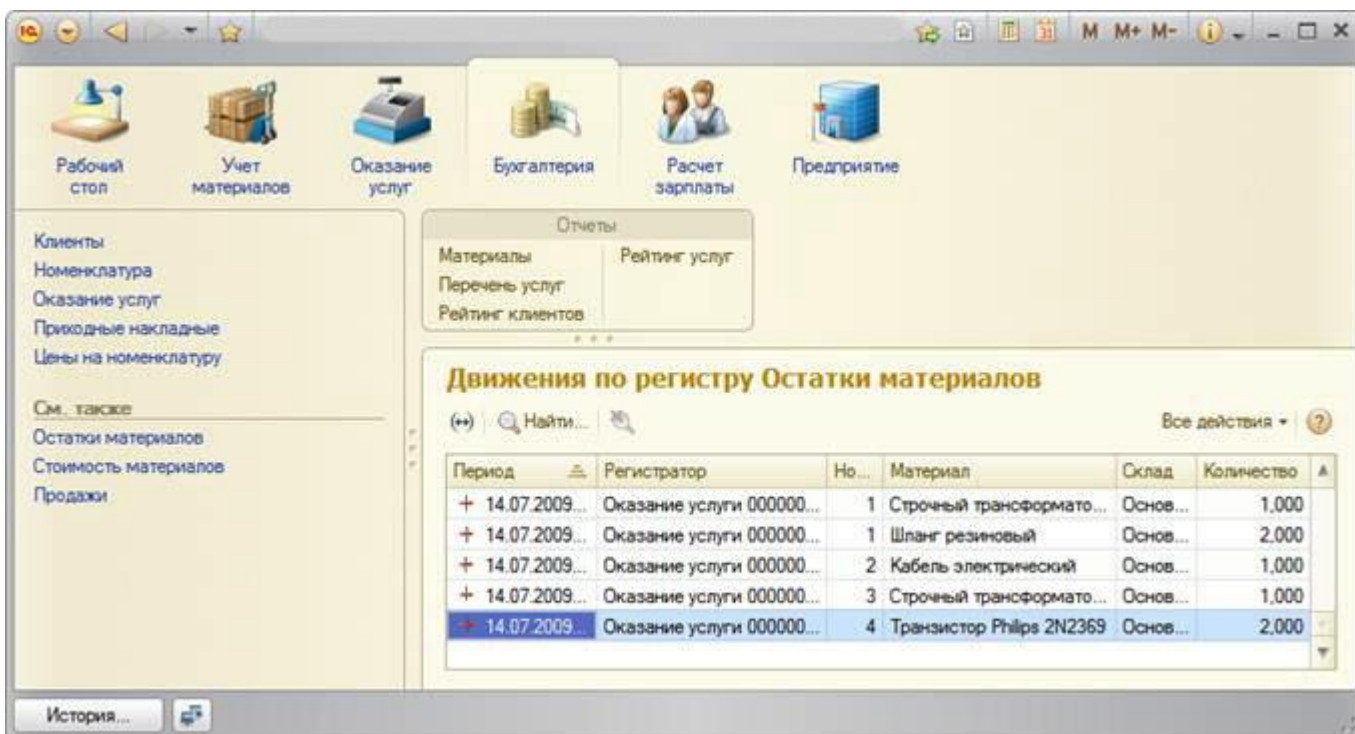 1С
M M+ M-
31
Рабочий
стол
Учет
материалов
Оказание
услуг
Бухгалтерия
Расчет
зарплаты
Предприятие
Клиенты
Номенклатура
Оказание услуг
Приходные накладные
Цены на номенклатуру
См. также
Остатки материалов
Стоимость материалов
Продажи
Отчеты
Материалы Рейтинг услуг
Перечень услуг
Рейтинг клиентов
Движения по регистру Остатки материалов
Найти... Все действия
Период Регистратор Но... Материал Склад Количество
14.07.2009... Оказание услуги 000000... 1 Строчный трансформато... Основ... 1,000
14.07.2009... Оказание услуги 000000... 1 Шланг резиновый Основ... 2,000
14.07.2009... Оказание услуги 000000... 2 Кабель электрический Основ... 1,000
14.07.2009... Оказание услуги 000000... 3 Строчный трансформато... Основ... 1,000
14.07.2009... Оказание услуги 000000... 4 Транзистор Philips 2N2369 Основ... 2,000
История...